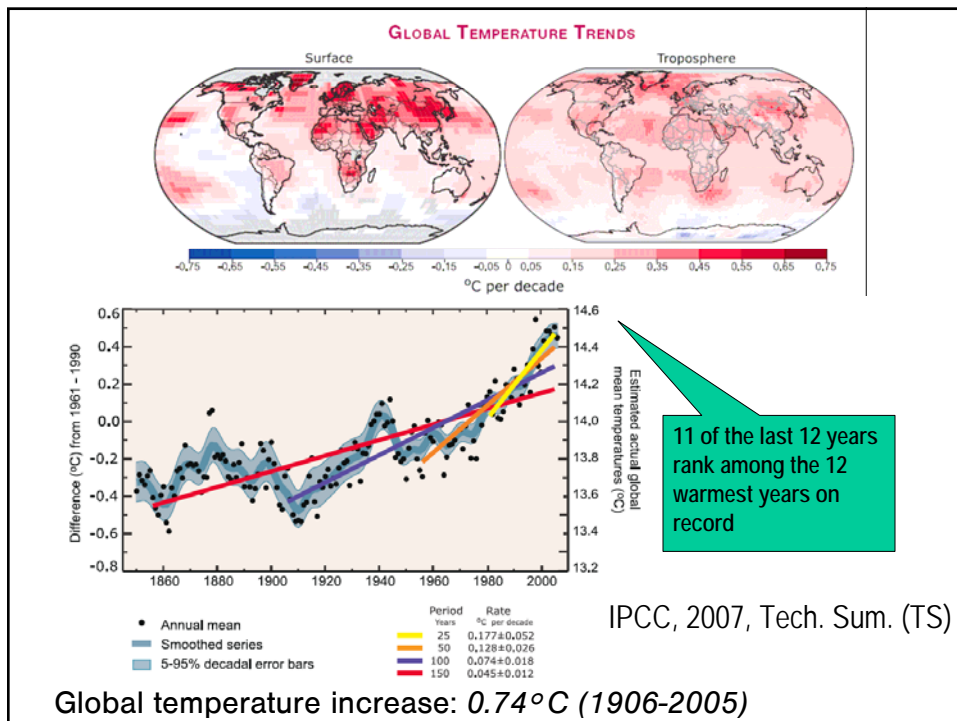 GLOBAL TEMPERATURE TRENDS
Surface
Troposphere
-0.75 -0.65 -0.55 -0.45 -0.35 -0.25 -0.15 -0.05 0 0.05 0.15 0.25 0.35 0.45 0.55 0.65 0.75
ºC per decade
Difference (ºC) from 1961 - 1990
0.6
0.4
0.2
0.0
-0.2
-0.4
-0.6
-0.8
14.6
14.4
14.2
14.0
13.8
13.6
13.4
13.2
Estimated actual global
mean temperatures (ºC)
1860 1880 1900 1920 1940 1960 1980 2000
11 of the last 12 years
rank among the 12
warmest years on
record
Annual mean
Smoothed series
5-95% decadal error bars
Period Rate
Years ºC per decade
25 0.177±0.052
50 0.128±0.026
100 0.074±0.018
150 0.045±0.012
IPCC, 2007, Tech. Sum. (TS)
Global temperature increase: 0.74ºC (1906-2005)